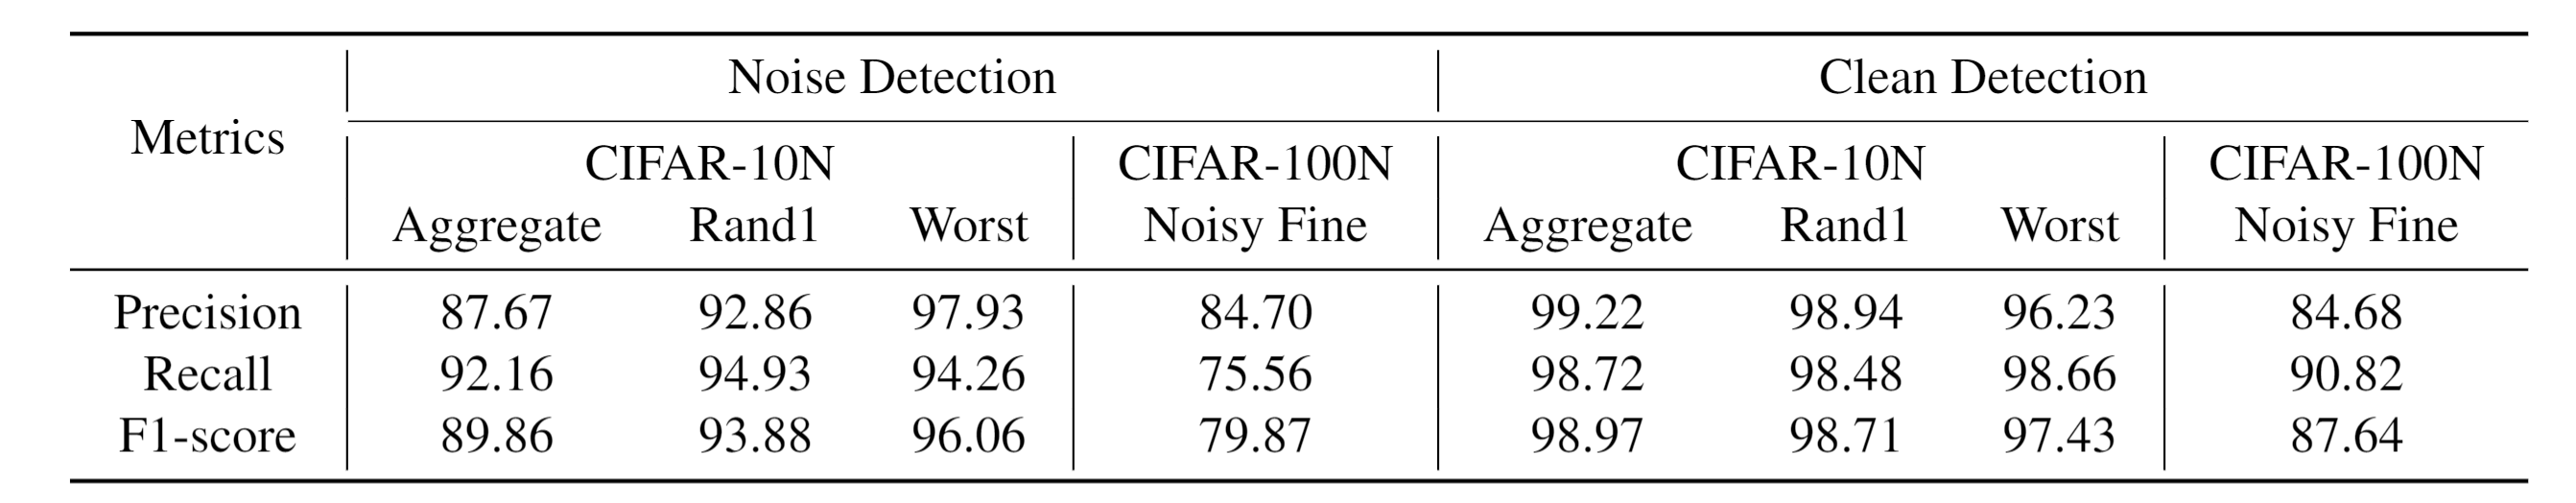 Noise Detection Clean Detection
Metrics
CIFAR-10N CIFAR-100N CIFAR-10N CIFAR-100N
Aggregate Rand1 Worst Noisy Fine Aggregate Rand1 Worst Noisy Fine
Precision 87.67 92.86 97.93 84.70 99.22 98.94 96.23 84.68
Recall 92.16 94.93 94.26 75.56 98.72 98.48 98.66 90.82
F1-score 89.86 93.88 96.06 79.87 98.97 98.71 97.43 87.64